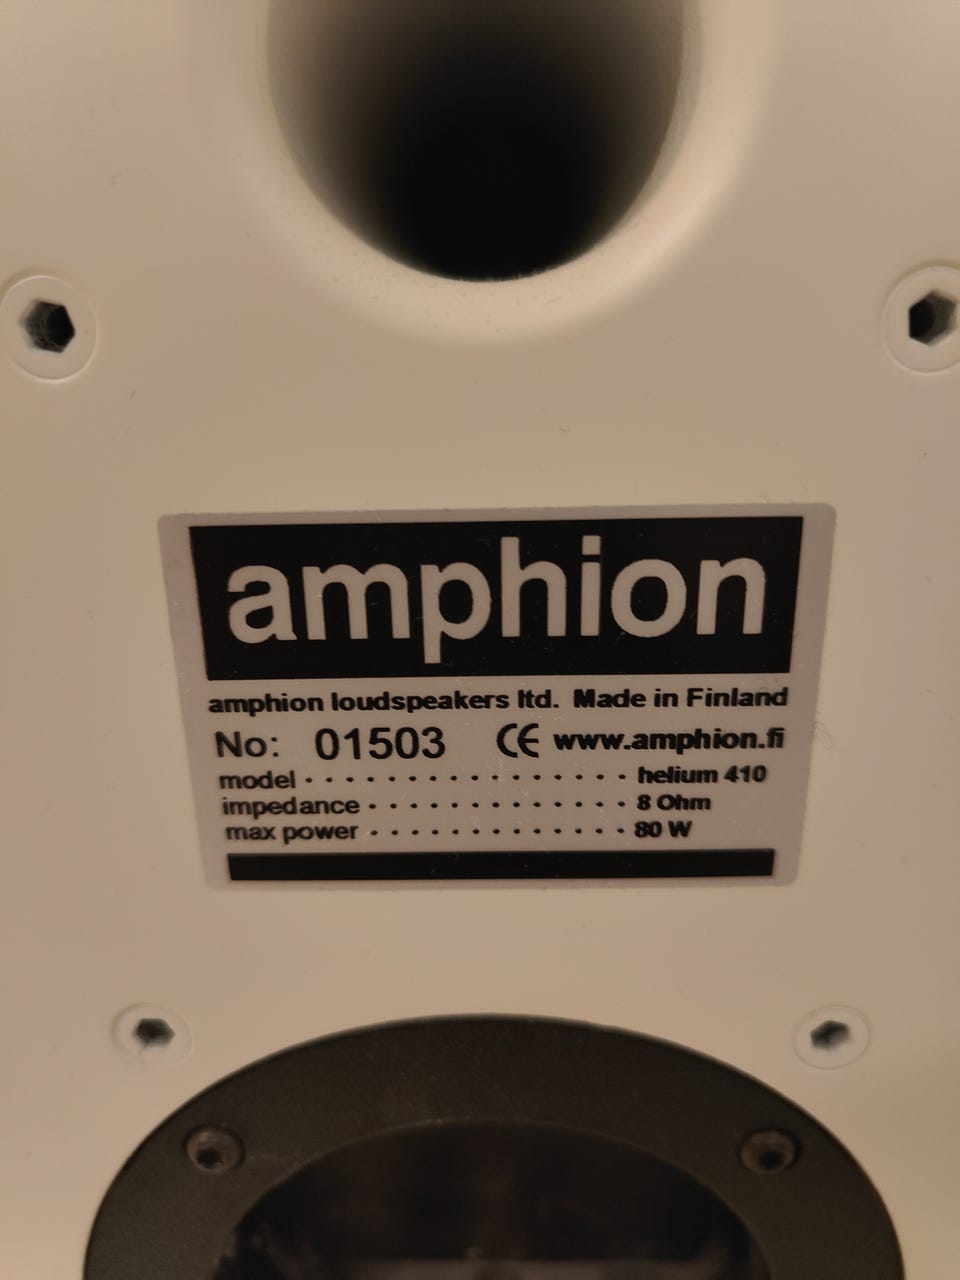 amphion
amphion loudspeakers ltd. Made in Finland
No: 01503 CE www.amphion.fi
model · · · · · · · · · · · · · · · helium 410
impedance · · · · · · · · · · · · 8 Ohm
max power · · · · · · · · · · · · 80 W